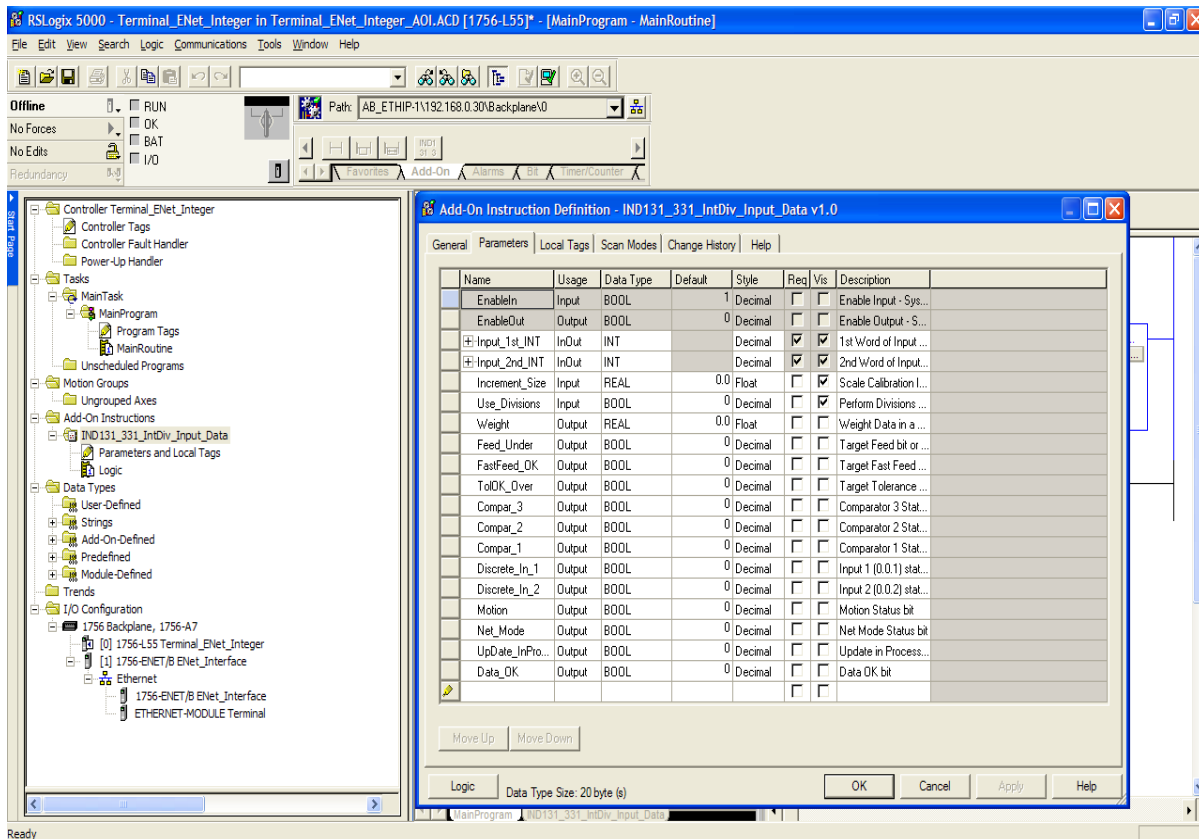 RSLogix 5000 - Terminal_ENet_Integer in Terminal_ENet_Integer_AOI.ACD [1756-L55]* - [MainProgram - MainRoutine]
File Edit View Search Logic Communications Tools Window Help
Offline RUN Path: AB_ETHIP-1\192.168.0.30\Backplane\0
No Forces OK
BAT
No Edits I/O
Redundancy
Favorites Add-On Alarms Bit Timer/Counter
Start Page
Controller Terminal_ENet_Integer
Controller Tags
Controller Fault Handler
Power-Up Handler
Tasks
MainTask
MainProgram
Program Tags
MainRoutine
Unscheduled Programs
Motion Groups
Ungrouped Axes
Add-On Instructions
IND131_331_IntDiv_Input_Data
Parameters and Local Tags
Logic
Data Types
User-Defined
Strings
Add-On-Defined
Predefined
Module-Defined
Trends
I/O Configuration
1756 Backplane, 1756-A7
[0] 1756-L55 Terminal_ENet_Integer
[1] 1756-ENET/B ENet_Interface
Ethernet
1756-ENET/B ENet_Interface
ETHERNET-MODULE Terminal
Add-On Instruction Definition - IND131_331_IntDiv_Input_Data v1.0
General Parameters Local Tags Scan Modes Change History Help
Name Usage Data Type Default Style Req Vis Description
EnableIn Input BOOL 1 Decimal Enable Input - Sys...
EnableOut Output BOOL 0 Decimal Enable Output - S...
Input_1st_INT InOut INT Decimal 1st Word of Input ...
Input_2nd_INT InOut INT Decimal 2nd Word of Input...
Increment_Size Input REAL 0.0 Float Scale Calibration I...
Use_Divisions Input BOOL 0 Decimal Perform Divisions ...
Weight Output REAL 0.0 Float Weight Data in a ...
Feed_Under Output BOOL 0 Decimal Target Feed bit or ...
FastFeed_OK Output BOOL 0 Decimal Target Fast Feed ...
TolOK_Over Output BOOL 0 Decimal Target Tolerance ...
Compar_3 Output BOOL 0 Decimal Comparator 3 Stat...
Compar_2 Output BOOL 0 Decimal Comparator 2 Stat...
Compar_1 Output BOOL 0 Decimal Comparator 1 Stat...
Discrete_In_1 Output BOOL 0 Decimal Input 1 (0.0.1) stat...
Discrete_In_2 Output BOOL 0 Decimal Input 2 (0.0.2) stat...
Motion Output BOOL 0 Decimal Motion Status bit
Net_Mode Output BOOL 0 Decimal Net Mode Status bit
UpDate_InPro... Output BOOL 0 Decimal Update in Process...
Data_OK Output BOOL 0 Decimal Data OK bit
Move Up Move Down
Logic Data Type Size: 20 byte (s) OK Cancel Apply Help
MainProgram IND131_331_IntDiv_Input_Data
Ready